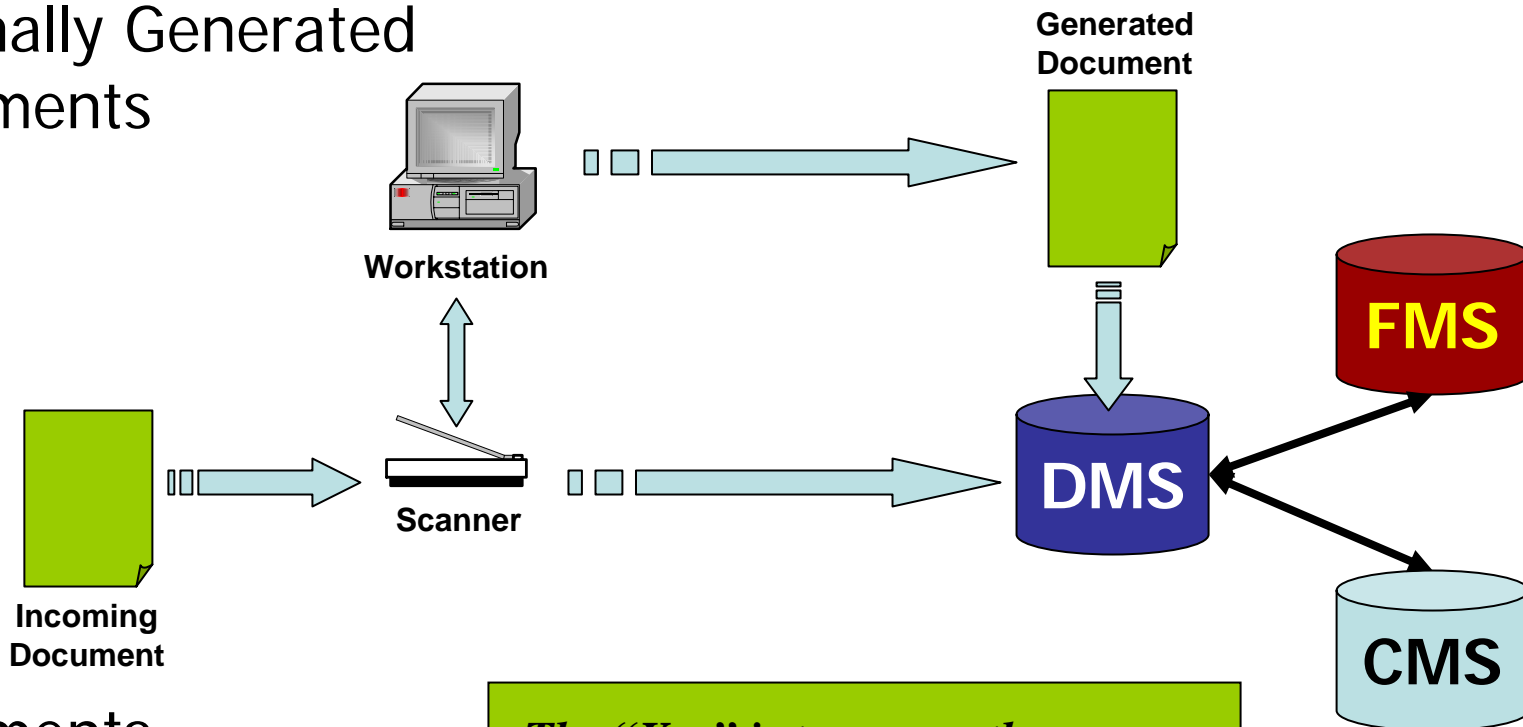 nally Generated
ments
Generated
Document
Workstation
FMS
DMS
Scanner
Incoming
Document
CMS